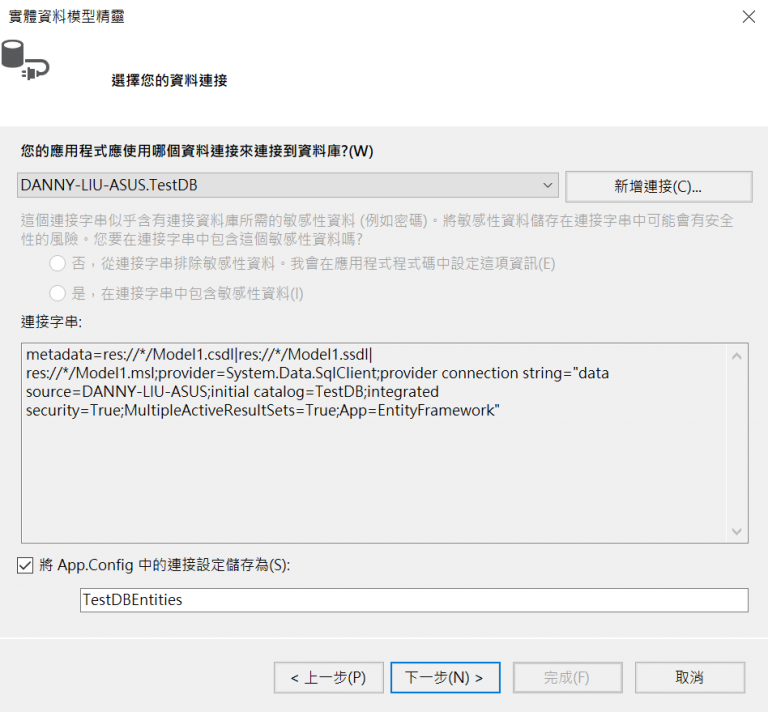 實體資料模型精靈
選擇您的資料連接
您的應用程式應使用哪個資料連接來連接到資料庫?(W)
DANNY-LIU-ASUS.TestDB
新增連接(C)...
這個連接字串似乎含有連接資料庫所需的敏感性資料 (例如密碼)。將敏感性資料儲存在連接字串中可能會有安全
性的風險。您要在連接字串中包含這個敏感性資料嗎?
否，從連接字串排除敏感性資料。我會在應用程式程式碼中設定這項資訊(E)
是，在連接字串中包含敏感性資料(I)
連接字串:
metadata=res://*/Model1.csdl|res://*/Model1.ssdl|
res://*/Model1.msl;provider=System.Data.SqlClient;provider connection string="data
source=DANNY-LIU-ASUS;initial catalog=TestDB;integrated
security=True;MultipleActiveResultSets=True;App=EntityFramework"
將 App.Config 中的連接設定儲存為(S):
TestDBEntities
< 上一步(P)
下一步(N) >
完成(F)
取消